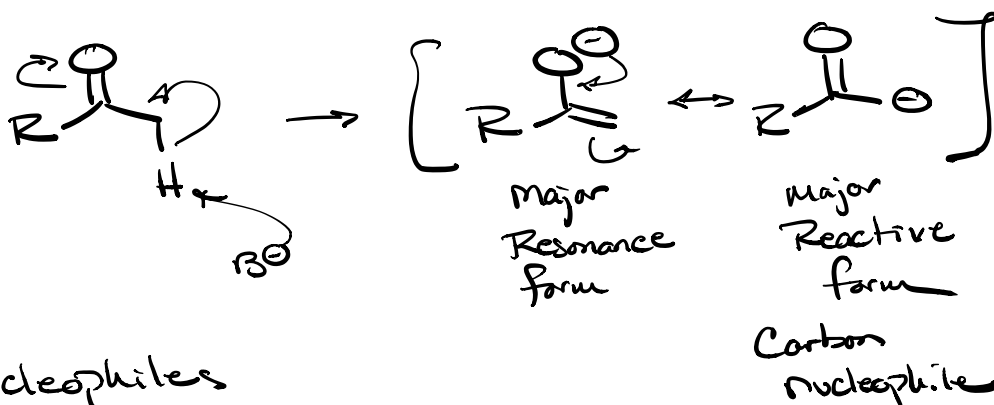 O
O
⊖
O
R
R
R
⊖
H
B⊖
Major
Resonance
form
Major
Reactive
form
Carbon
nucleophile
cleophiles